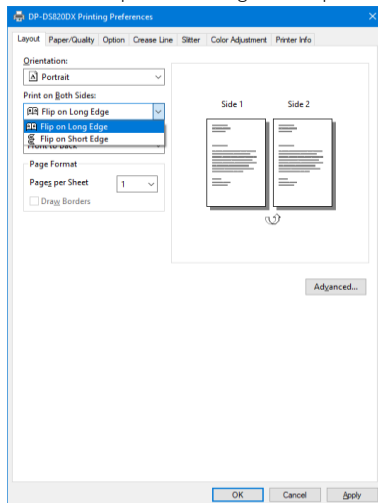 DP-DS820DX Printing Preferences
Layout Paper/Quality Option Crease Line Slitter Color Adjustment Printer Info
Orientation:
Portrait
Print on Both Sides:
Flip on Long Edge
Flip on Long Edge
Flip on Short Edge
Front to Back
Page Format
Pages per Sheet 1
Draw Borders
Side 1 Side 2
Advanced...
OK Cancel Apply